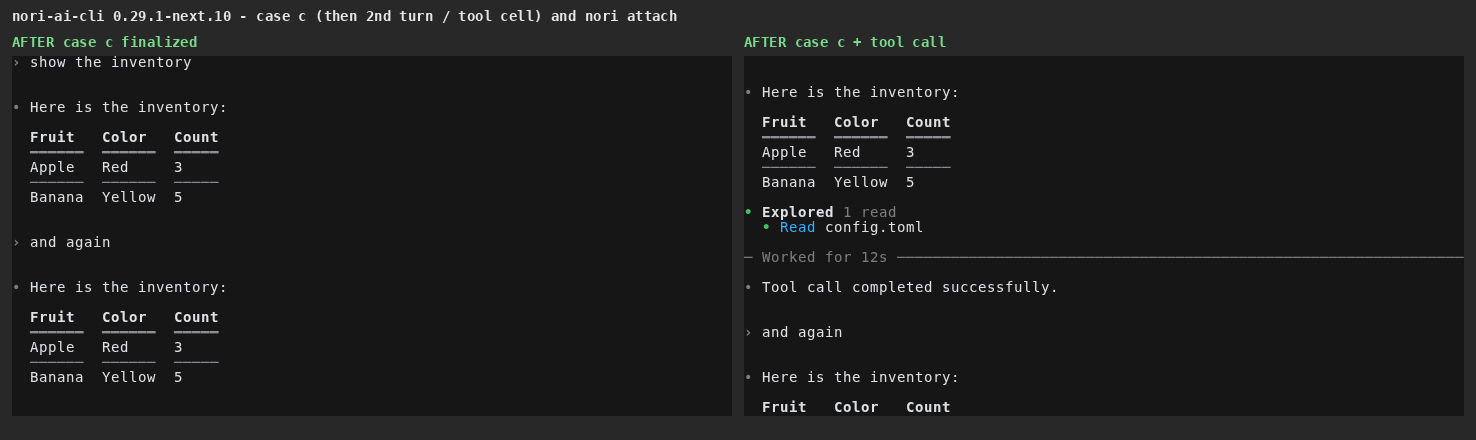 nori-ai-cli 0.29.1-next.10 - case c (then 2nd turn / tool cell) and nori attach
AFTER case c finalized
› show the inventory
• Here is the inventory:
Fruit Color Count
Apple Red 3
Banana Yellow 5
› and again
• Here is the inventory:
Fruit Color Count
Apple Red 3
Banana Yellow 5
AFTER case c + tool call
• Here is the inventory:
Fruit Color Count
Apple Red 3
Banana Yellow 5
• Explored 1 read
• Read config.toml
─ Worked for 12s ─
• Tool call completed successfully.
› and again
• Here is the inventory:
Fruit Color Count